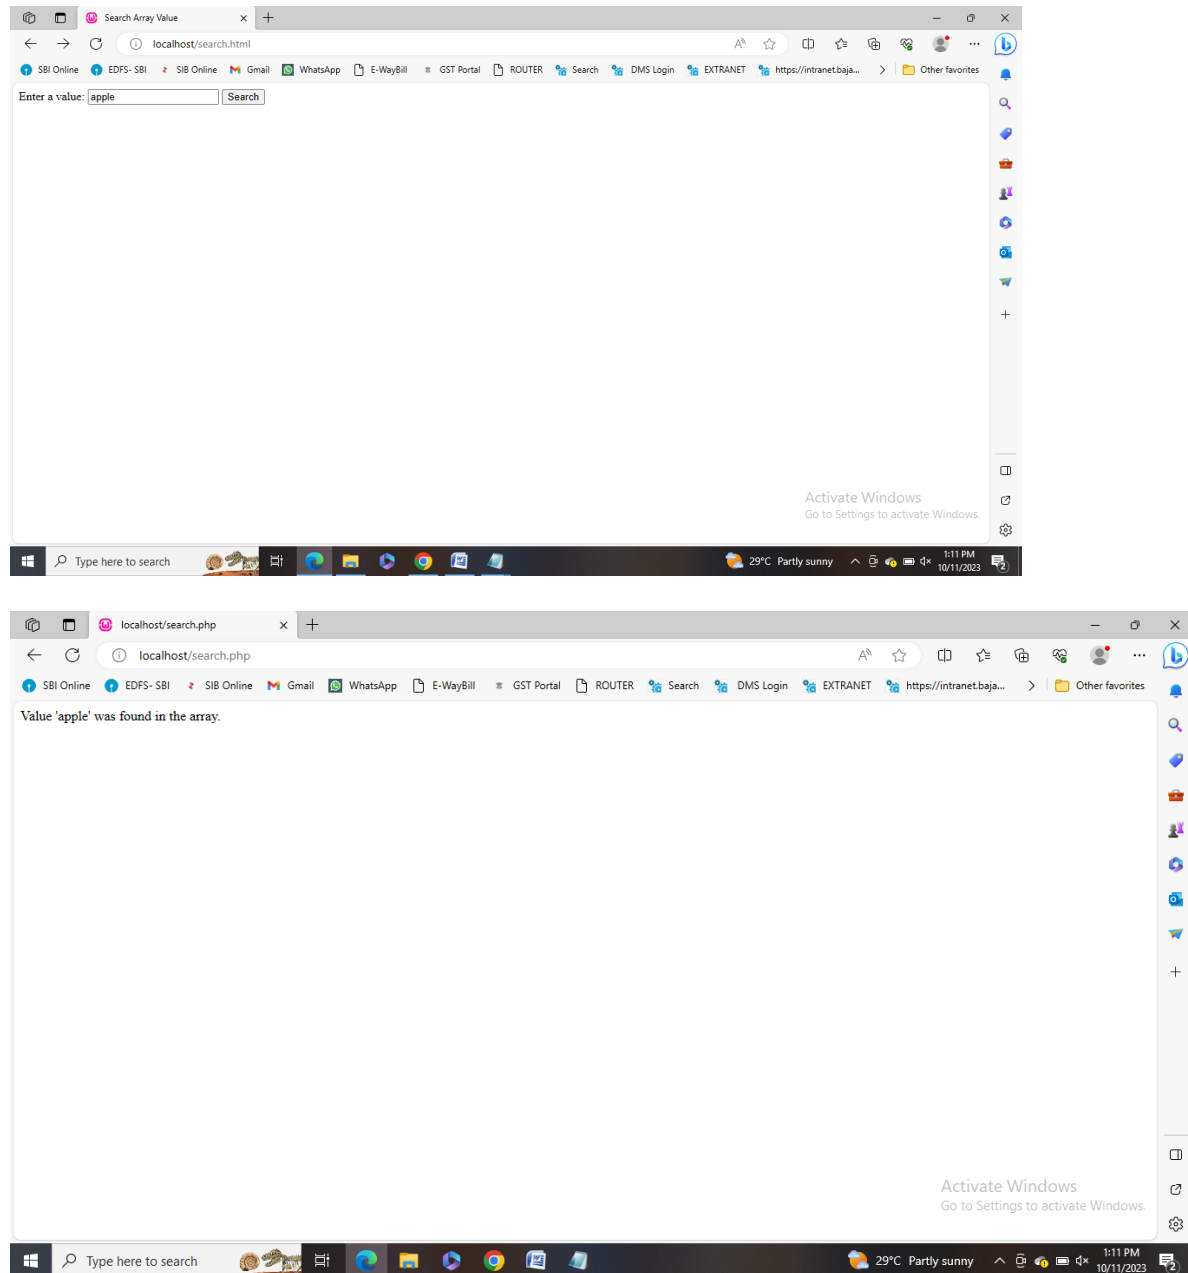 Search Array Value
localhost/search.html
SBI Online EDFS- SBI SIB Online Gmail WhatsApp E-WayBill GST Portal ROUTER Search DMS Login EXTRANET https://intranet.baja... Other favorites
Enter a value: apple Search
Activate Windows
Go to Settings to activate Windows.
Type here to search 29°C Partly sunny 1:11 PM
10/11/2023 2
localhost/search.php
localhost/search.php
SBI Online EDFS- SBI SIB Online Gmail WhatsApp E-WayBill GST Portal ROUTER Search DMS Login EXTRANET https://intranet.baja... Other favorites
Value 'apple' was found in the array.
Activate Windows
Go to Settings to activate Windows.
Type here to search 29°C Partly sunny 1:11 PM
10/11/2023 2